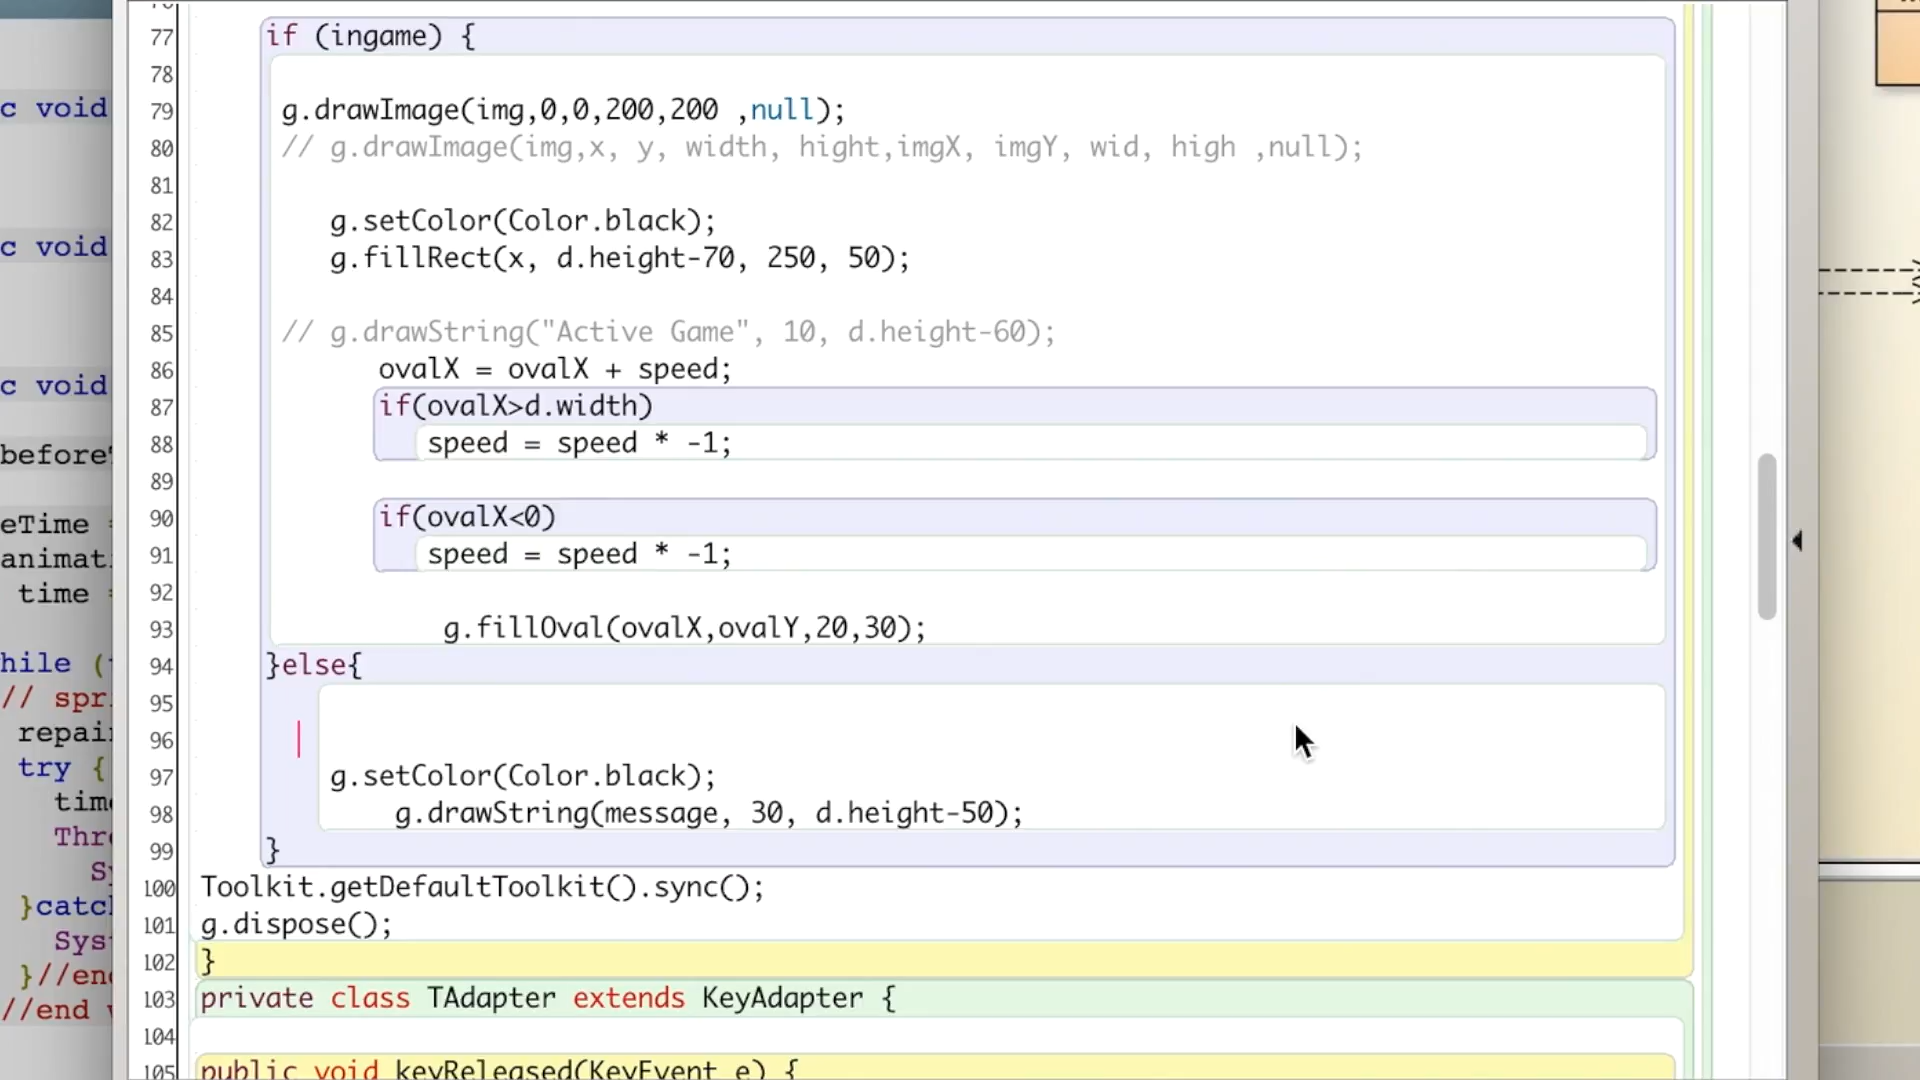 77 if (ingame) {
78
79 g.drawImage(img,0,0,200,200 ,null);
80 // g.drawImage(img,x, y, width, hight,imgX, imgY, wid, high ,null);
81
82 g.setColor(Color.black);
83 g.fillRect(x, d.height-70, 250, 50);
84
85 // g.drawString("Active Game", 10, d.height-60);
86 ovalX = ovalX + speed;
87 if(ovalX>d.width)
88 speed = speed * -1;
89
90 if(ovalX<0)
91 speed = speed * -1;
92
93 g.fillOval(ovalX,ovalY,20,30);
94 }else{
95
96
97 g.setColor(Color.black);
98 g.drawString(message, 30, d.height-50);
99 }
100 Toolkit.getDefaultToolkit().sync();
101 g.dispose();
102 }
103 private class TAdapter extends KeyAdapter {
104
105 public void keyReleased(KeyEvent e) {
c void
c void
c void
before
eTime
animat
time =
hile (
// spr
repai
try {
time
Thr
Sy
}catc
Syst
}//en
//end